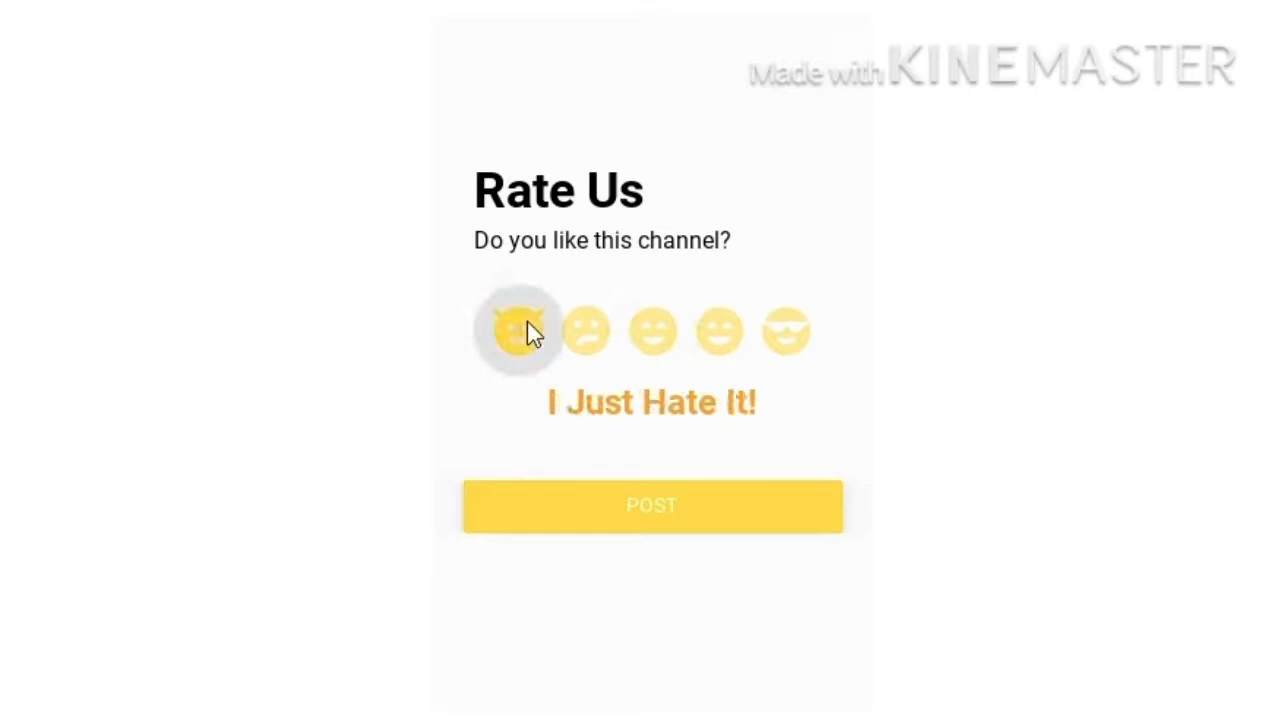 Made with KINEMASTER
Rate Us
Do you like this channel?
I Just Hate It!
POST